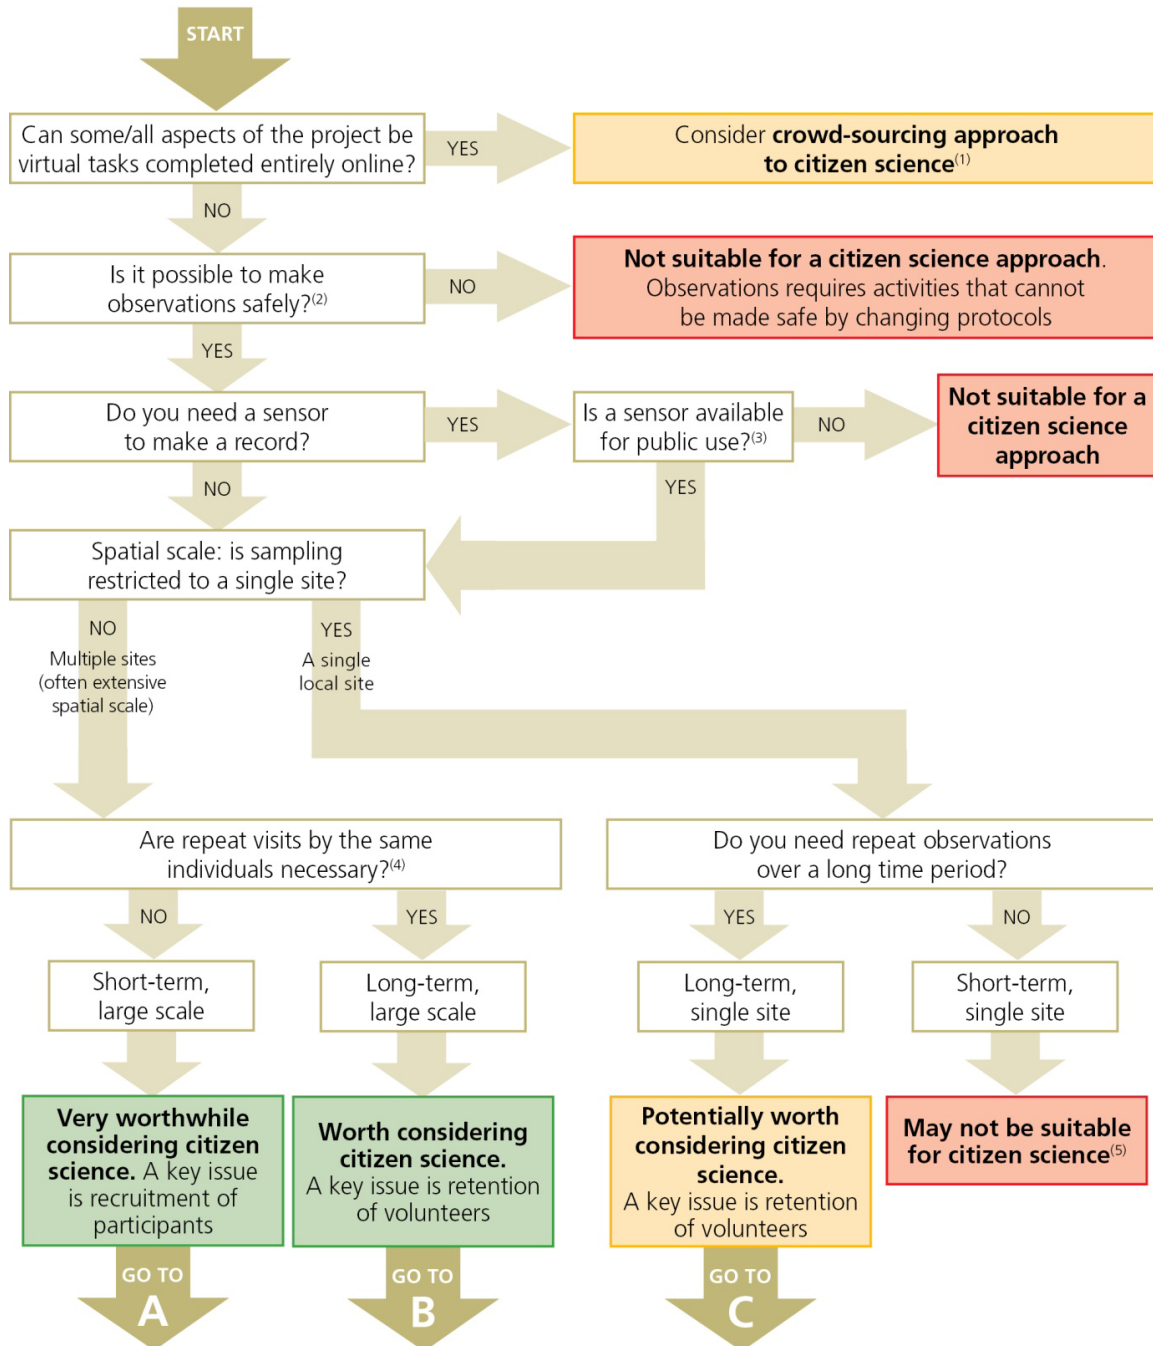 START
Can some/all aspects of the project be
virtual tasks completed entirely online?
YES
Consider crowd-sourcing approach
to citizen science(1)
NO
Is it possible to make
observations safely?(2)
NO
Not suitable for a citizen science approach.
Observations requires activities that cannot
be made safe by changing protocols
YES
Do you need a sensor
to make a record?
YES
Is a sensor available
for public use?(3)
NO
Not suitable for a
citizen science
approach
NO
YES
Spatial scale: is sampling
restricted to a single site?
NO
Multiple sites
(often extensive
spatial scale)
YES
A single
local site
Are repeat visits by the same
individuals necessary?(4)
Do you need repeat observations
over a long time period?
NO
YES
YES
NO
Short-term,
large scale
Long-term,
large scale
Long-term,
single site
Short-term,
single site
Very worthwhile
considering citizen
science. A key issue
is recruitment of
participants
Worth considering
citizen science.
A key issue is retention
of volunteers
Potentially worth
considering citizen
science.
A key issue is retention
of volunteers
May not be suitable
for citizen science(5)
GO TO
A
GO TO
B
GO TO
C